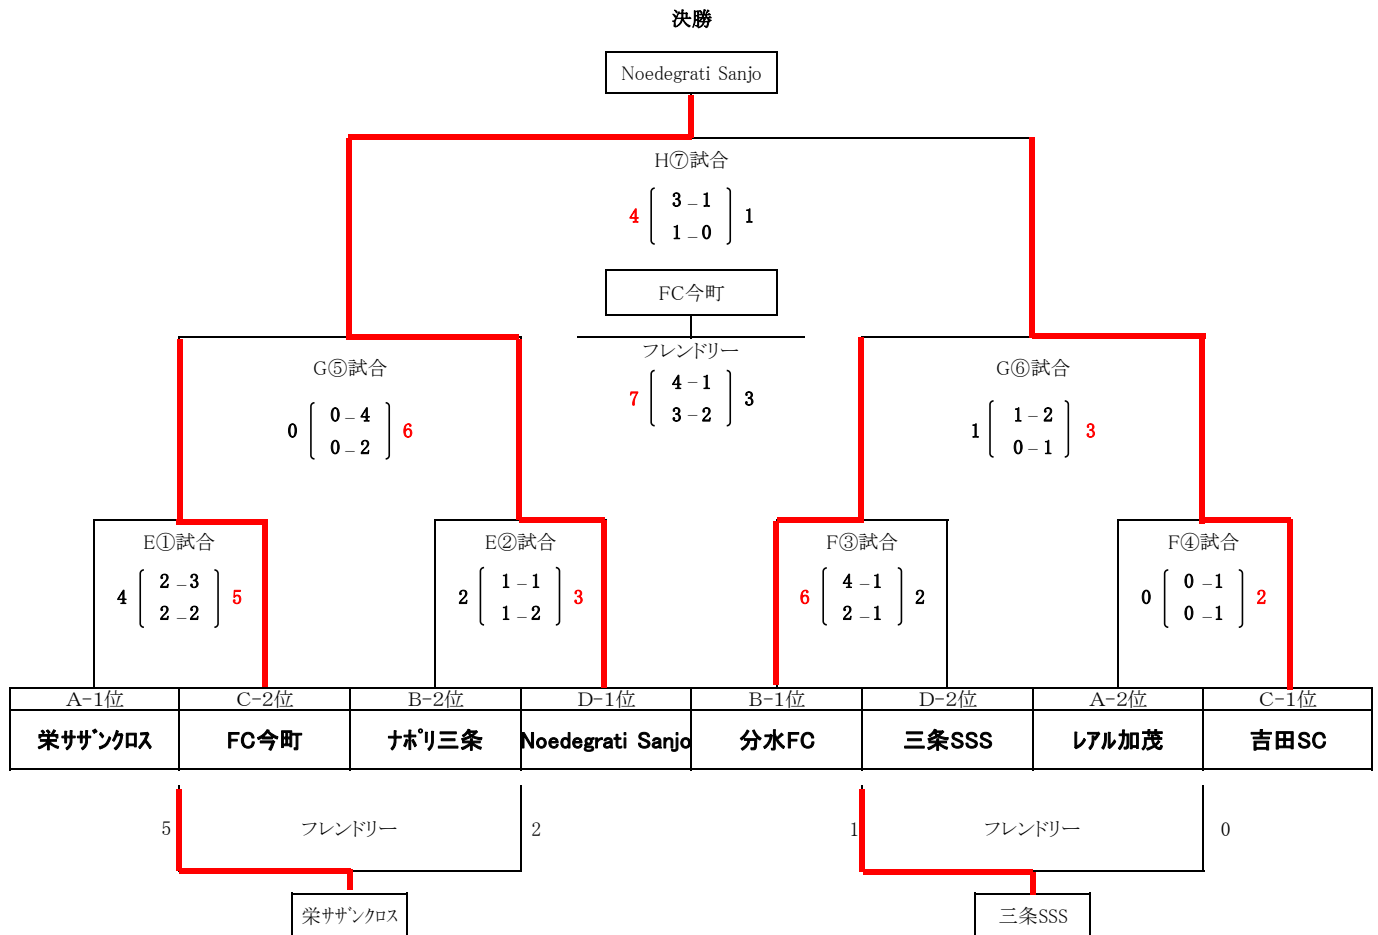 決勝
Noedegrati Sanjo
H⑦試合
4 3 – 1 1
1 – 0
FC今町
フレンドリー
7 4 – 1 3
3 – 2
G⑤試合
0 0 – 4 6
0 – 2
G⑥試合
1 1 – 2 3
0 – 1
E①試合
4 2 – 3 5
2 – 2
E②試合
2 1 – 1 3
1 – 2
F③試合
6 4 – 1 2
2 – 1
F④試合
0 0 – 1 2
0 – 1
A-1位 C-2位 B-2位 D-1位 B-1位 D-2位 A-2位 C-1位
栄ｻｻﾞﾝｸﾛｽ FC今町 ﾅﾎﾟﾘ三条 Noedegrati Sanjo 分水FC 三条SSS ﾚｱﾙ加茂 吉田SC
5 フレンドリー 2 1 フレンドリー 0
栄ｻｻﾞﾝｸﾛｽ 三条SSS